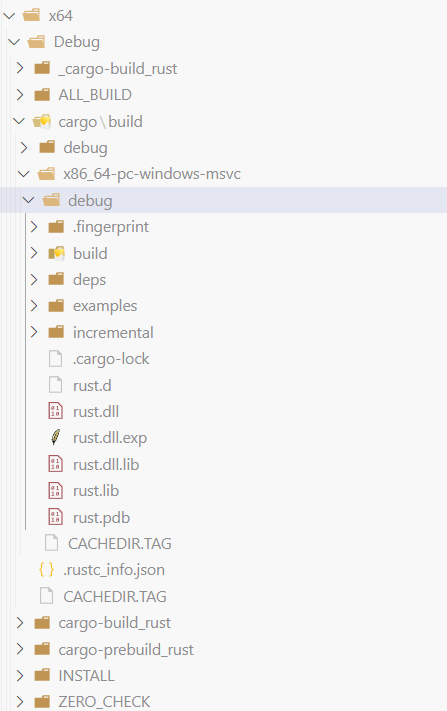 x64
Debug
_cargo-build_rust
ALL_BUILD
cargo\build
debug
x86_64-pc-windows-msvc
debug
.fingerprint
build
deps
examples
incremental
.cargo-lock
rust.d
rust.dll
rust.dll.exp
rust.dll.lib
rust.lib
rust.pdb
CACHEDIR.TAG
.rustc_info.json
CACHEDIR.TAG
cargo-build_rust
cargo-prebuild_rust
INSTALL
ZERO_CHECK